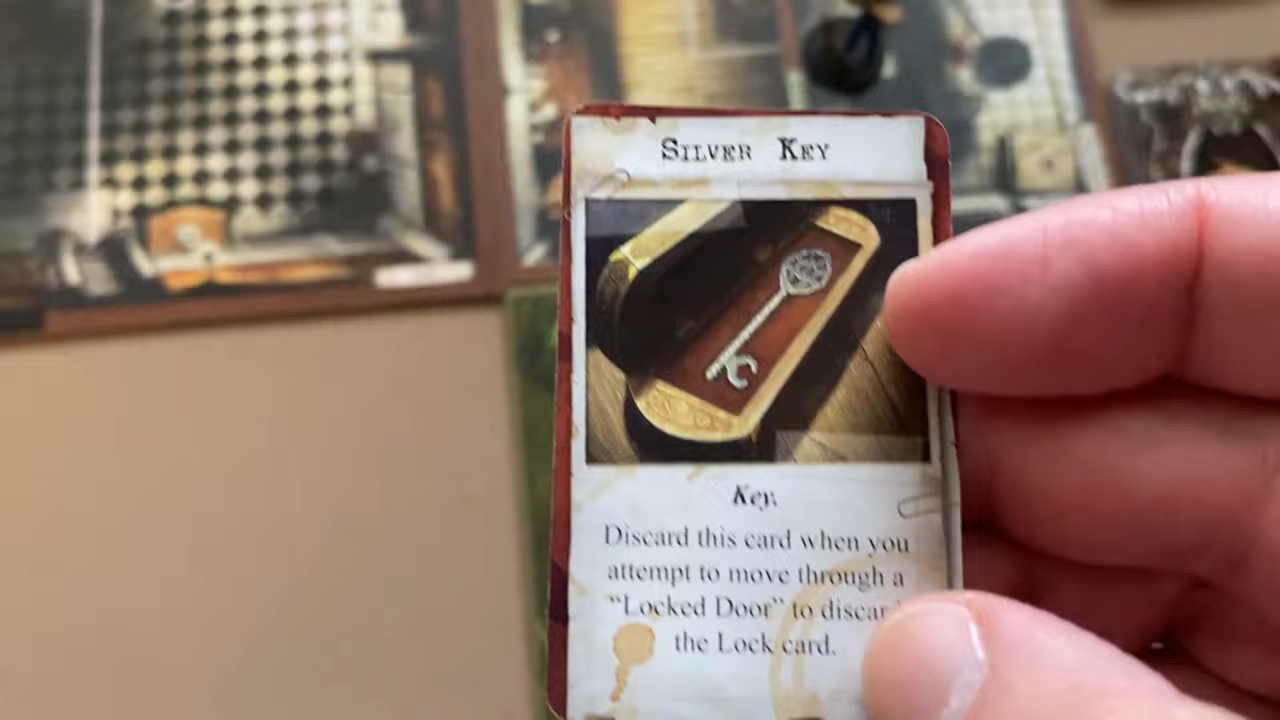 Silver Key
Key.
Discard this card when you
attempt to move through a
"Locked Door" to discard
the Lock card.